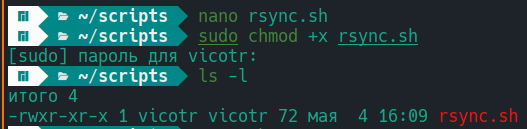 ~/scripts nano rsync.sh
~/scripts sudo chmod +x rsync.sh
[sudo] пароль для vicotr:
~/scripts ls -l
итого 4
-rwxr-xr-x 1 vicotr vicotr 72 мая  4 16:09 rsync.sh